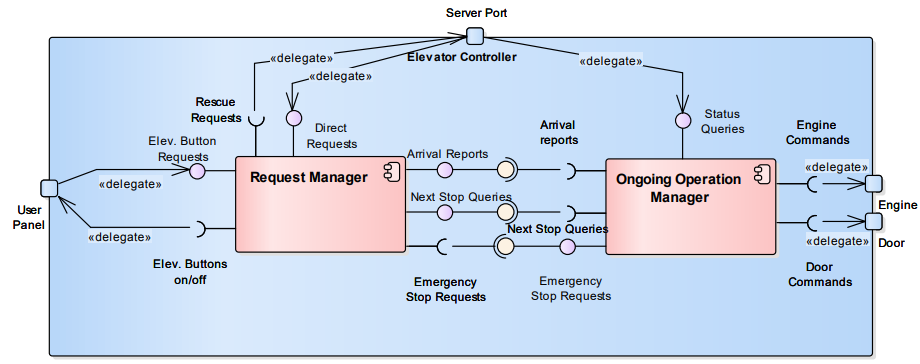 Server Port
Elevator Controller
«delegate»
«delegate»
«delegate»
Rescue
Requests
Direct
Requests
Status
Queries
Elev. Button
Requests
Arrival
reports
Engine
Commands
Arrival Reports
«delegate»
«delegate»
Request Manager
Ongoing Operation
Manager
User
Panel
Next Stop Queries
Engine
«delegate»
Next Stop Queries
«delegate»
Door
Elev. Buttons
on/off
Emergency
Stop Requests
Emergency
Stop Requests
Door
Commands